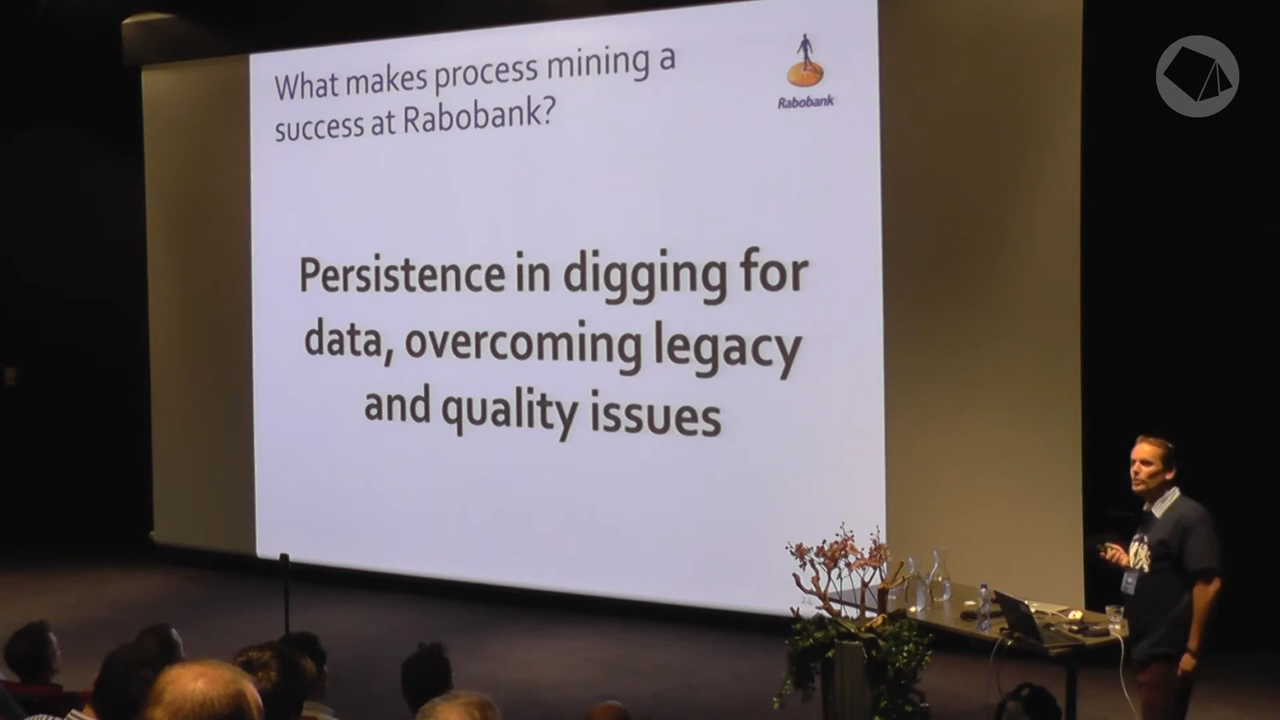 What makes process mining a
success at Rabobank?
Rabobank
Persistence in digging for
data, overcoming legacy
and quality issues